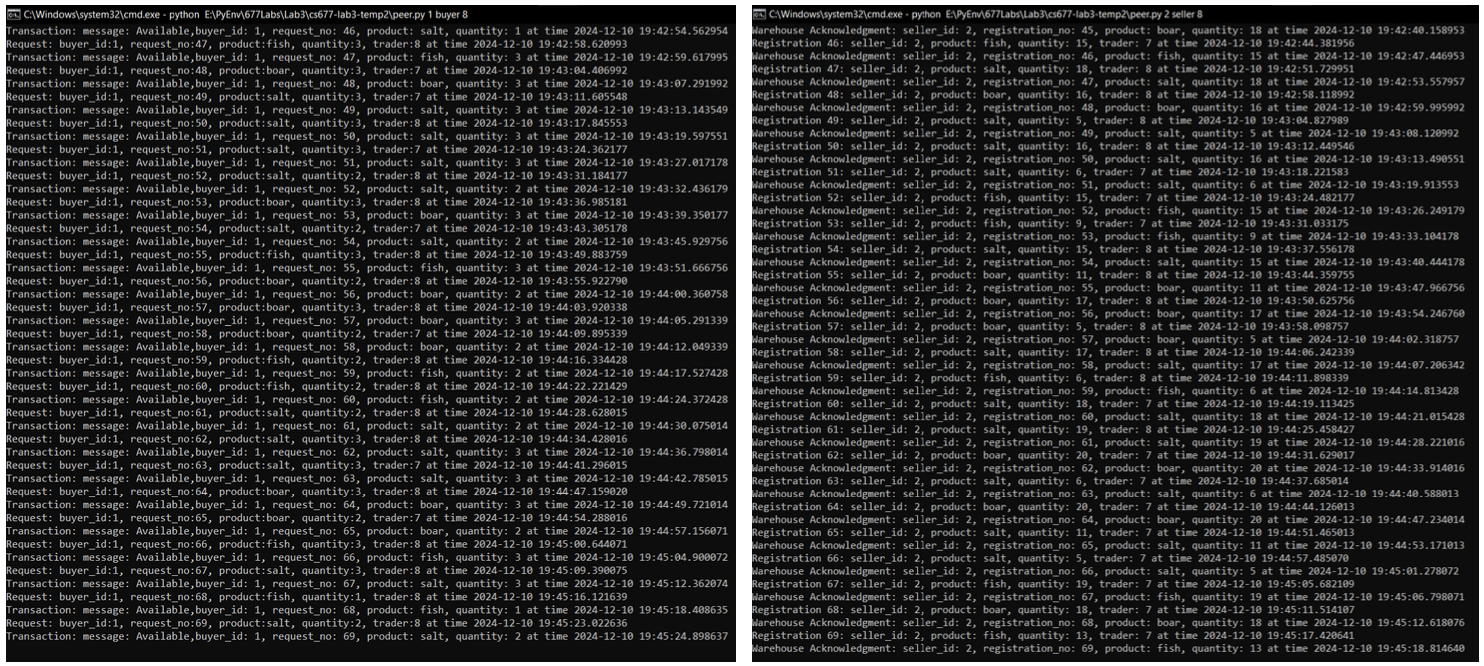 C:\Windows\system32\cmd.exe - python  E:\PyEnv\677Labs\Lab3\cs677-lab3-temp2\peer.py 1 buyer 8
Transaction: message: Available,buyer_id: 1, request_no: 46, product: salt, quantity: 1 at time 2024-12-10 19:42:54.562954
Request: buyer_id:1, request_no:47, product:fish, quantity:3, trader:8 at time 2024-12-10 19:42:58.620993
Transaction: message: Available,buyer_id: 1, request_no: 47, product: fish, quantity: 3 at time 2024-12-10 19:42:59.617995
Request: buyer_id:1, request_no:48, product:boar, quantity:3, trader:7 at time 2024-12-10 19:43:04.406992
Transaction: message: Available,buyer_id: 1, request_no: 48, product: boar, quantity: 3 at time 2024-12-10 19:43:07.291992
Request: buyer_id:1, request_no:49, product:salt, quantity:3, trader:7 at time 2024-12-10 19:43:11.605548
Transaction: message: Available,buyer_id: 1, request_no: 49, product: salt, quantity: 3 at time 2024-12-10 19:43:13.143549
Request: buyer_id:1, request_no:50, product:salt, quantity:3, trader:8 at time 2024-12-10 19:43:17.845553
Transaction: message: Available,buyer_id: 1, request_no: 50, product: salt, quantity: 3 at time 2024-12-10 19:43:19.597551
Request: buyer_id:1, request_no:51, product:salt, quantity:3, trader:7 at time 2024-12-10 19:43:24.362177
Transaction: message: Available,buyer_id: 1, request_no: 51, product: salt, quantity: 3 at time 2024-12-10 19:43:27.017178
Request: buyer_id:1, request_no:52, product:salt, quantity:2, trader:8 at time 2024-12-10 19:43:31.184177
Transaction: message: Available,buyer_id: 1, request_no: 52, product: salt, quantity: 2 at time 2024-12-10 19:43:32.436179
Request: buyer_id:1, request_no:53, product:boar, quantity:3, trader:8 at time 2024-12-10 19:43:36.985181
Transaction: message: Available,buyer_id: 1, request_no: 53, product: boar, quantity: 3 at time 2024-12-10 19:43:39.350177
Request: buyer_id:1, request_no:54, product:salt, quantity:2, trader:7 at time 2024-12-10 19:43:43.305178
Transaction: message: Available,buyer_id: 1, request_no: 54, product: salt, quantity: 2 at time 2024-12-10 19:43:45.929756
Request: buyer_id:1, request_no:55, product:fish, quantity:3, trader:8 at time 2024-12-10 19:43:49.883759
Transaction: message: Available,buyer_id: 1, request_no: 55, product: fish, quantity: 3 at time 2024-12-10 19:43:51.666756
Request: buyer_id:1, request_no:56, product:boar, quantity:2, trader:8 at time 2024-12-10 19:43:55.922790
Transaction: message: Available,buyer_id: 1, request_no: 56, product: boar, quantity: 2 at time 2024-12-10 19:44:00.360758
Request: buyer_id:1, request_no:57, product:boar, quantity:3, trader:8 at time 2024-12-10 19:44:03.920338
Transaction: message: Available,buyer_id: 1, request_no: 57, product: boar, quantity: 3 at time 2024-12-10 19:44:05.291339
Request: buyer_id:1, request_no:58, product:boar, quantity:2, trader:7 at time 2024-12-10 19:44:09.895339
Transaction: message: Available,buyer_id: 1, request_no: 58, product: boar, quantity: 2 at time 2024-12-10 19:44:12.049339
Request: buyer_id:1, request_no:59, product:fish, quantity:2, trader:8 at time 2024-12-10 19:44:16.334428
Transaction: message: Available,buyer_id: 1, request_no: 59, product: fish, quantity: 2 at time 2024-12-10 19:44:17.527428
Request: buyer_id:1, request_no:60, product:fish, quantity:2, trader:8 at time 2024-12-10 19:44:22.221429
Transaction: message: Available,buyer_id: 1, request_no: 60, product: fish, quantity: 2 at time 2024-12-10 19:44:24.372428
Request: buyer_id:1, request_no:61, product:salt, quantity:2, trader:8 at time 2024-12-10 19:44:28.628015
Transaction: message: Available,buyer_id: 1, request_no: 61, product: salt, quantity: 2 at time 2024-12-10 19:44:30.075014
Request: buyer_id:1, request_no:62, product:salt, quantity:3, trader:8 at time 2024-12-10 19:44:34.428016
Transaction: message: Available,buyer_id: 1, request_no: 62, product: salt, quantity: 3 at time 2024-12-10 19:44:36.798014
Request: buyer_id:1, request_no:63, product:salt, quantity:3, trader:7 at time 2024-12-10 19:44:41.296015
Transaction: message: Available,buyer_id: 1, request_no: 63, product: salt, quantity: 3 at time 2024-12-10 19:44:42.785015
Request: buyer_id:1, request_no:64, product:boar, quantity:3, trader:8 at time 2024-12-10 19:44:47.159020
Transaction: message: Available,buyer_id: 1, request_no: 64, product: boar, quantity: 3 at time 2024-12-10 19:44:49.721014
Request: buyer_id:1, request_no:65, product:boar, quantity:2, trader:7 at time 2024-12-10 19:44:54.288016
Transaction: message: Available,buyer_id: 1, request_no: 65, product: boar, quantity: 2 at time 2024-12-10 19:44:57.156071
Request: buyer_id:1, request_no:66, product:fish, quantity:3, trader:8 at time 2024-12-10 19:45:00.644071
Transaction: message: Available,buyer_id: 1, request_no: 66, product: fish, quantity: 3 at time 2024-12-10 19:45:04.900072
Request: buyer_id:1, request_no:67, product:salt, quantity:3, trader:8 at time 2024-12-10 19:45:09.390075
Transaction: message: Available,buyer_id: 1, request_no: 67, product: salt, quantity: 3 at time 2024-12-10 19:45:12.362074
Request: buyer_id:1, request_no:68, product:fish, quantity:1, trader:8 at time 2024-12-10 19:45:16.121639
Transaction: message: Available,buyer_id: 1, request_no: 68, product: fish, quantity: 1 at time 2024-12-10 19:45:18.408635
Request: buyer_id:1, request_no:69, product:salt, quantity:2, trader:8 at time 2024-12-10 19:45:23.022636
Transaction: message: Available,buyer_id: 1, request_no: 69, product: salt, quantity: 2 at time 2024-12-10 19:45:24.898637
C:\Windows\system32\cmd.exe - python  E:\PyEnv\677Labs\Lab3\cs677-lab3-temp2\peer.py 2 seller 8
Warehouse Acknowledgment: seller_id: 2, registration_no: 45, product: boar, quantity: 18 at time 2024-12-10 19:42:40.158953
Registration 46: seller_id: 2, product: fish, quantity: 15, trader: 7 at time 2024-12-10 19:42:44.381956
Warehouse Acknowledgment: seller_id: 2, registration_no: 46, product: fish, quantity: 15 at time 2024-12-10 19:42:47.446953
Registration 47: seller_id: 2, product: salt, quantity: 18, trader: 8 at time 2024-12-10 19:42:51.729951
Warehouse Acknowledgment: seller_id: 2, registration_no: 47, product: salt, quantity: 18 at time 2024-12-10 19:42:53.557957
Registration 48: seller_id: 2, product: boar, quantity: 16, trader: 8 at time 2024-12-10 19:42:58.118992
Warehouse Acknowledgment: seller_id: 2, registration_no: 48, product: boar, quantity: 16 at time 2024-12-10 19:42:59.995992
Registration 49: seller_id: 2, product: salt, quantity: 5, trader: 8 at time 2024-12-10 19:43:04.827989
Warehouse Acknowledgment: seller_id: 2, registration_no: 49, product: salt, quantity: 5 at time 2024-12-10 19:43:08.120992
Registration 50: seller_id: 2, product: salt, quantity: 16, trader: 8 at time 2024-12-10 19:43:12.449546
Warehouse Acknowledgment: seller_id: 2, registration_no: 50, product: salt, quantity: 16 at time 2024-12-10 19:43:13.490551
Registration 51: seller_id: 2, product: salt, quantity: 6, trader: 7 at time 2024-12-10 19:43:18.221583
Warehouse Acknowledgment: seller_id: 2, registration_no: 51, product: salt, quantity: 6 at time 2024-12-10 19:43:19.913553
Registration 52: seller_id: 2, product: fish, quantity: 15, trader: 7 at time 2024-12-10 19:43:24.482177
Warehouse Acknowledgment: seller_id: 2, registration_no: 52, product: fish, quantity: 15 at time 2024-12-10 19:43:26.249179
Registration 53: seller_id: 2, product: fish, quantity: 9, trader: 7 at time 2024-12-10 19:43:31.033175
Warehouse Acknowledgment: seller_id: 2, registration_no: 53, product: fish, quantity: 9 at time 2024-12-10 19:43:33.104178
Registration 54: seller_id: 2, product: salt, quantity: 15, trader: 8 at time 2024-12-10 19:43:37.556178
Warehouse Acknowledgment: seller_id: 2, registration_no: 54, product: salt, quantity: 15 at time 2024-12-10 19:43:40.444178
Registration 55: seller_id: 2, product: boar, quantity: 11, trader: 8 at time 2024-12-10 19:43:44.359755
Warehouse Acknowledgment: seller_id: 2, registration_no: 55, product: boar, quantity: 11 at time 2024-12-10 19:43:47.966756
Registration 56: seller_id: 2, product: boar, quantity: 17, trader: 8 at time 2024-12-10 19:43:50.625756
Warehouse Acknowledgment: seller_id: 2, registration_no: 56, product: boar, quantity: 17 at time 2024-12-10 19:43:54.246760
Registration 57: seller_id: 2, product: boar, quantity: 5, trader: 8 at time 2024-12-10 19:43:58.098757
Warehouse Acknowledgment: seller_id: 2, registration_no: 57, product: boar, quantity: 5 at time 2024-12-10 19:44:02.318757
Registration 58: seller_id: 2, product: salt, quantity: 17, trader: 8 at time 2024-12-10 19:44:06.242339
Warehouse Acknowledgment: seller_id: 2, registration_no: 58, product: salt, quantity: 17 at time 2024-12-10 19:44:07.206342
Registration 59: seller_id: 2, product: fish, quantity: 6, trader: 8 at time 2024-12-10 19:44:11.898339
Warehouse Acknowledgment: seller_id: 2, registration_no: 59, product: fish, quantity: 6 at time 2024-12-10 19:44:14.813428
Registration 60: seller_id: 2, product: salt, quantity: 18, trader: 7 at time 2024-12-10 19:44:19.113425
Warehouse Acknowledgment: seller_id: 2, registration_no: 60, product: salt, quantity: 18 at time 2024-12-10 19:44:21.015428
Registration 61: seller_id: 2, product: salt, quantity: 19, trader: 8 at time 2024-12-10 19:44:25.458427
Warehouse Acknowledgment: seller_id: 2, registration_no: 61, product: salt, quantity: 19 at time 2024-12-10 19:44:28.221016
Registration 62: seller_id: 2, product: boar, quantity: 20, trader: 7 at time 2024-12-10 19:44:31.629017
Warehouse Acknowledgment: seller_id: 2, registration_no: 62, product: boar, quantity: 20 at time 2024-12-10 19:44:33.914016
Registration 63: seller_id: 2, product: salt, quantity: 6, trader: 7 at time 2024-12-10 19:44:37.685014
Warehouse Acknowledgment: seller_id: 2, registration_no: 63, product: salt, quantity: 6 at time 2024-12-10 19:44:40.588013
Registration 64: seller_id: 2, product: boar, quantity: 20, trader: 7 at time 2024-12-10 19:44:44.126013
Warehouse Acknowledgment: seller_id: 2, registration_no: 64, product: boar, quantity: 20 at time 2024-12-10 19:44:47.234014
Registration 65: seller_id: 2, product: salt, quantity: 11, trader: 7 at time 2024-12-10 19:44:51.465013
Warehouse Acknowledgment: seller_id: 2, registration_no: 65, product: salt, quantity: 11 at time 2024-12-10 19:44:53.171013
Registration 66: seller_id: 2, product: salt, quantity: 5, trader: 7 at time 2024-12-10 19:44:57.485070
Warehouse Acknowledgment: seller_id: 2, registration_no: 66, product: salt, quantity: 5 at time 2024-12-10 19:45:01.278072
Registration 67: seller_id: 2, product: fish, quantity: 19, trader: 7 at time 2024-12-10 19:45:05.682109
Warehouse Acknowledgment: seller_id: 2, registration_no: 67, product: fish, quantity: 19 at time 2024-12-10 19:45:06.798071
Registration 68: seller_id: 2, product: boar, quantity: 18, trader: 7 at time 2024-12-10 19:45:11.514107
Warehouse Acknowledgment: seller_id: 2, registration_no: 68, product: boar, quantity: 18 at time 2024-12-10 19:45:12.618076
Registration 69: seller_id: 2, product: fish, quantity: 13, trader: 7 at time 2024-12-10 19:45:17.420641
Warehouse Acknowledgment: seller_id: 2, registration_no: 69, product: fish, quantity: 13 at time 2024-12-10 19:45:18.814640